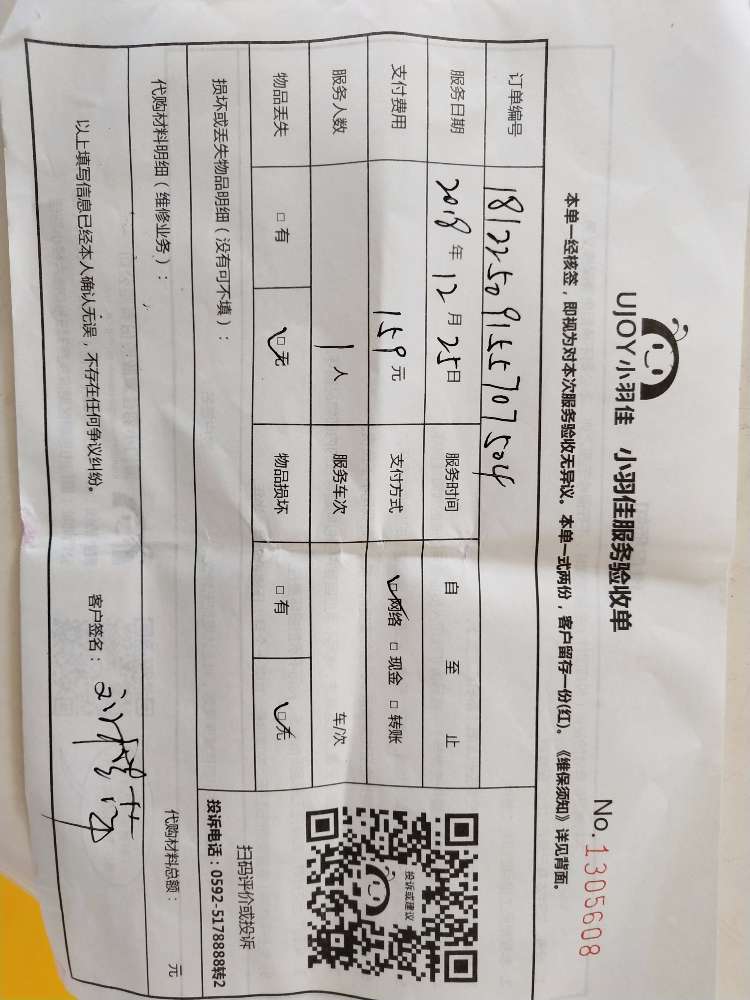 UJOY小羽佳 小羽佳服务验收单
No.1305608
本单一经核签，即视为对本次服务验收无异议。本单一式两份，客户留存一份(红)。《维保须知》详见背面。
订单编号 18122509155707504
服务日期 2018年12月25日 服务时间 自 至 止
支付费用 159元 支付方式 ☑网络 □现金 □转账
服务人数 1人 服务车次 车/次
物品丢失 □有 ☑无 物品损坏 □有 ☑无
损坏或丢失物品明细（没有可不填）：
投诉或建议
扫码评价或投诉
投诉电话：0592-5178888转2
代购材料明细（维修业务）：
代购材料总额： 元
以上填写信息已经本人确认无误，不存在任何争议纠纷。 客户签名：